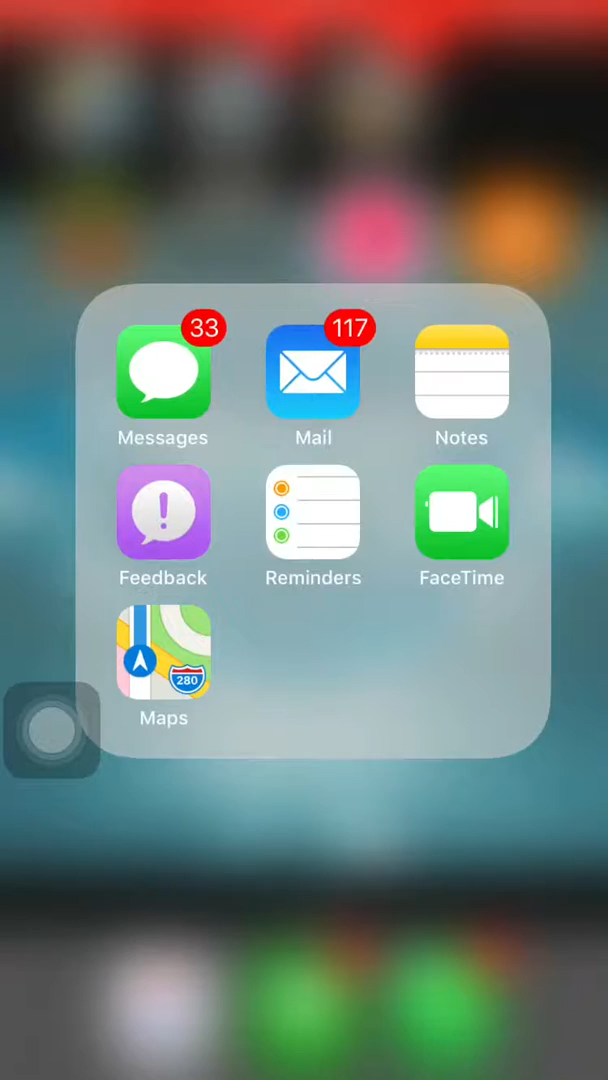 33
117
Messages
Mail
Notes
Feedback
Reminders
FaceTime
280
Maps